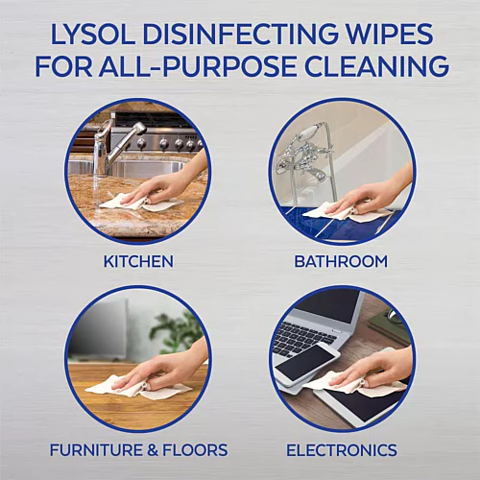 LYSOL DISINFECTING WIPES
FOR ALL-PURPOSE CLEANING
KITCHEN
BATHROOM
FURNITURE & FLOORS
ELECTRONICS